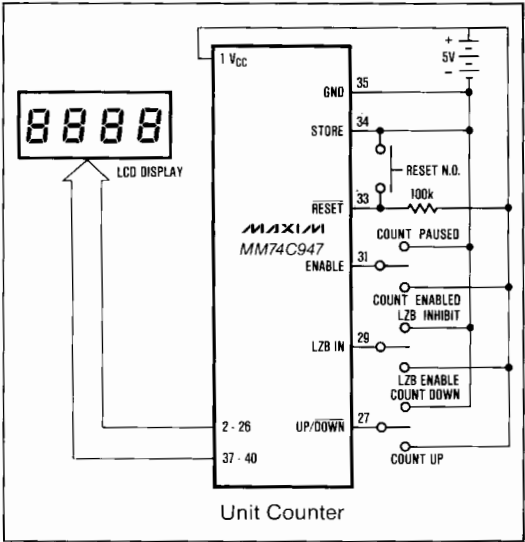 1 VCC
+
5V
−
35
GND
34
STORE
8888
LCD DISPLAY
RESET N.O.
33
RESET
100k
MAXIM
MM74C947
COUNT PAUSED
31
ENABLE
COUNT ENABLED
LZB INHIBIT
29
LZB IN
LZB ENABLE
COUNT DOWN
27
2 - 26
UP/DOWN
37 - 40
COUNT UP
Unit Counter